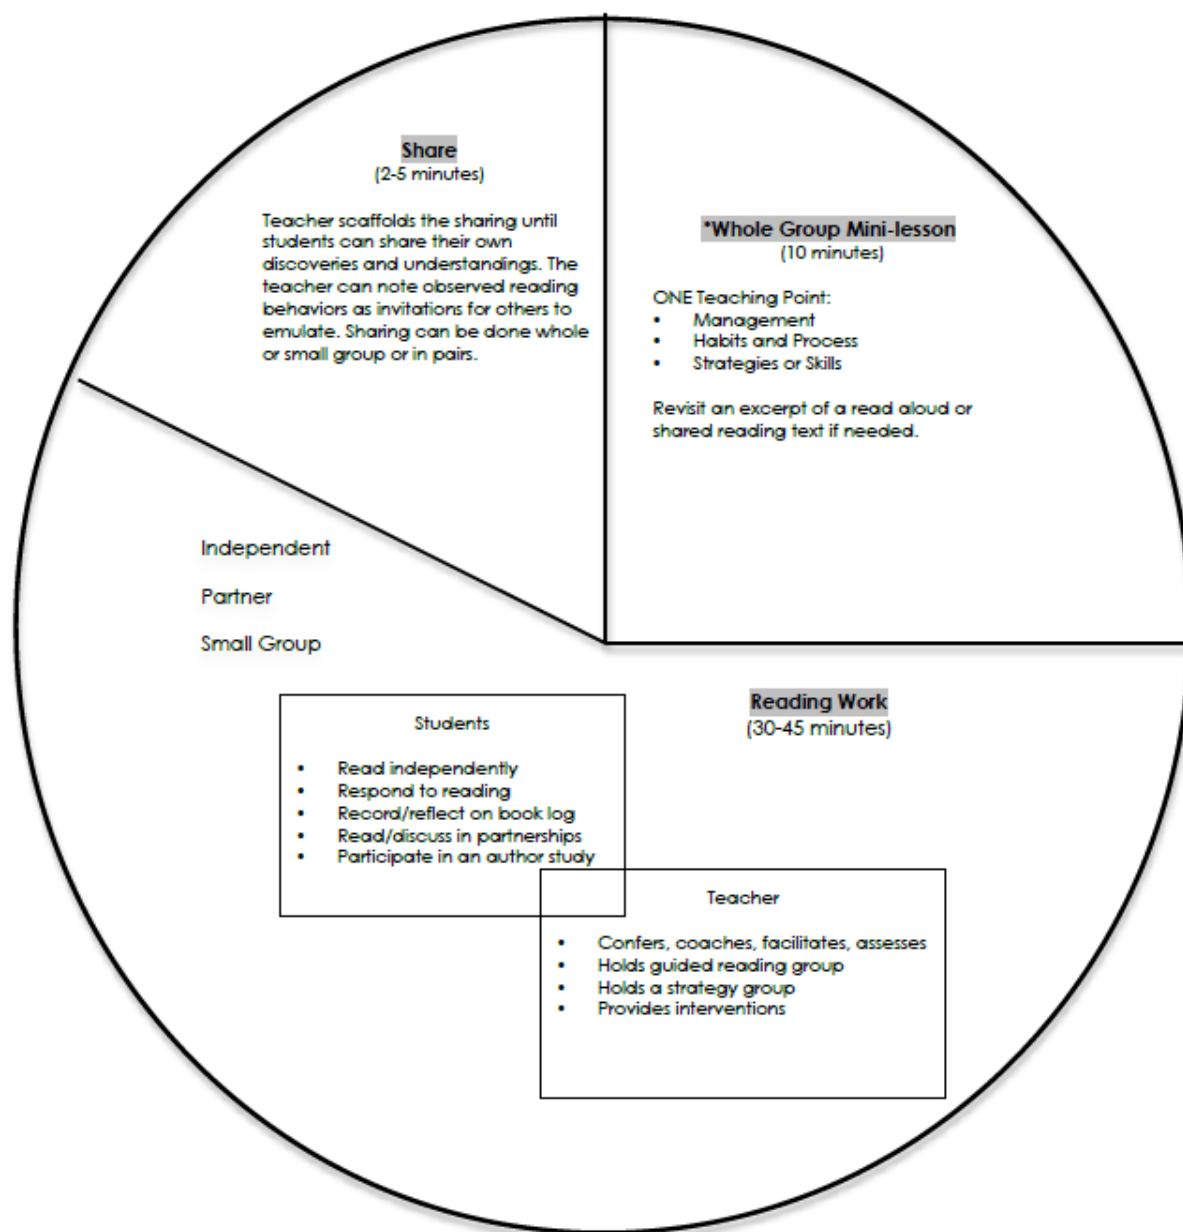 Share
(2-5 minutes)
Teacher scaffolds the sharing until
students can share their own
discoveries and understandings. The
teacher can note observed reading
behaviors as invitations for others to
emulate. Sharing can be done whole
or small group or in pairs.
*Whole Group Mini-lesson
(10 minutes)
ONE Teaching Point:
• Management
• Habits and Process
• Strategies or Skills
Revisit an excerpt of a read aloud or
shared reading text if needed.
Independent
Partner
Small Group
Reading Work
(30-45 minutes)
Students
• Read independently
• Respond to reading
• Record/reflect on book log
• Read/discuss in partnerships
• Participate in an author study
Teacher
• Confers, coaches, facilitates, assesses
• Holds guided reading group
• Holds a strategy group
• Provides interventions